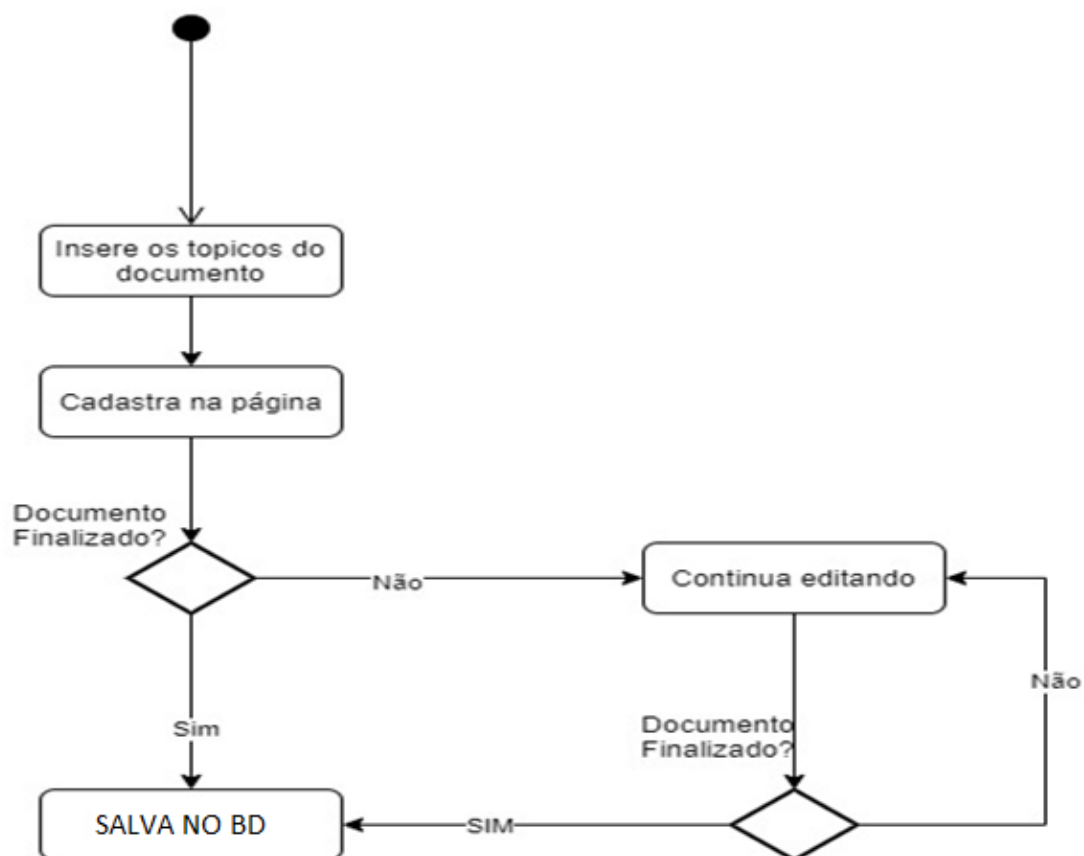 Insere os topicos do
documento
Cadastra na página
Documento
Finalizado?
Não
Continua editando
Sim
Não
Documento
Finalizado?
SALVA NO BD
SIM